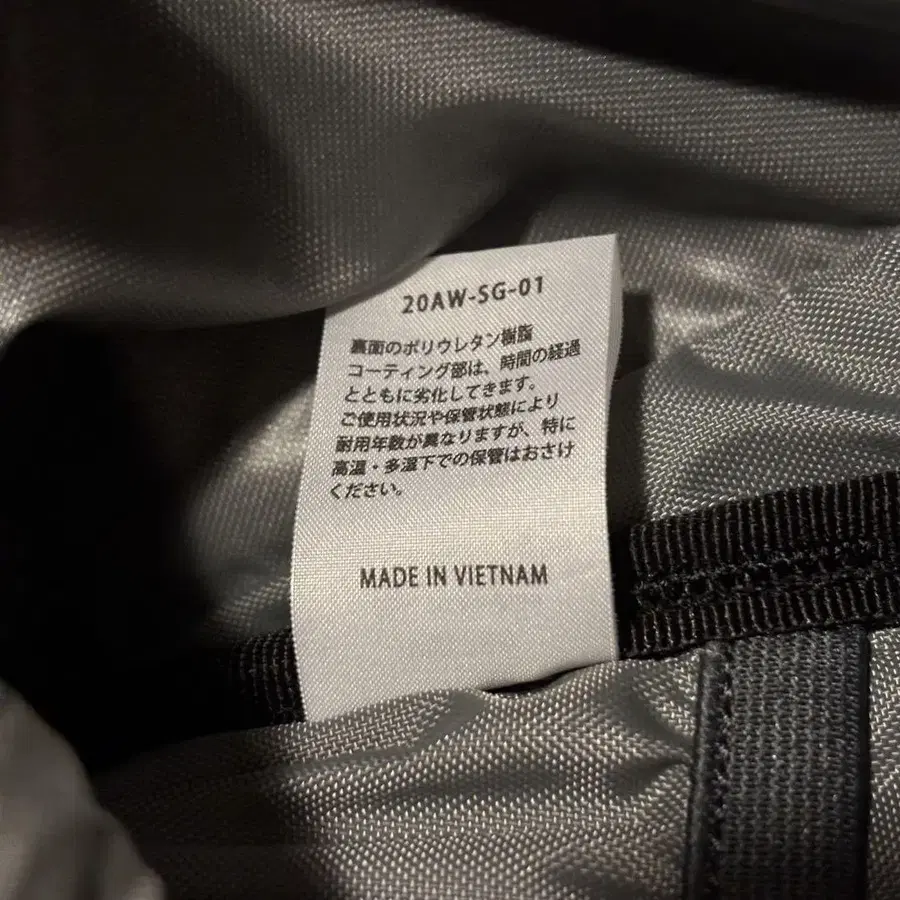 20AW-SG-01
裏面のポリウレタン樹脂
コーティング部は、時間の経過
とともに劣化してきます。
ご使用状況や保管状態により
耐用年数が異なりますが、特に
高温・多湿下での保管はおさけ
ください。
MADE IN VIETNAM